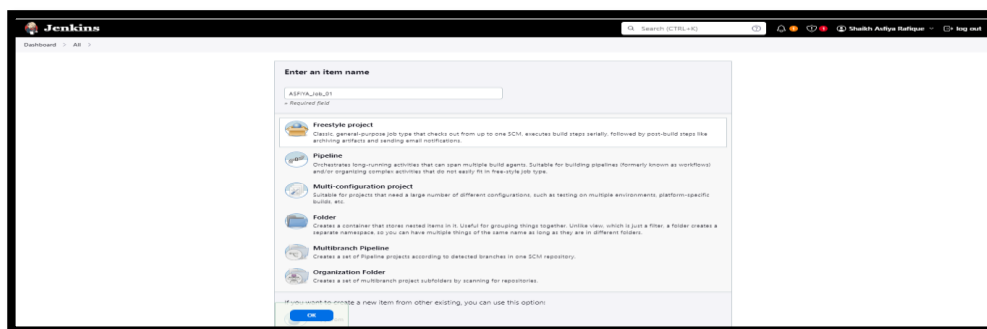 Jenkins
Search (CTRL+K)
Shaikh Asfiya Rafique
log out
Dashboard > All >
Enter an item name
ASFIYA_Job_01
» Required field
Freestyle project
Classic, general-purpose job type that checks out from up to one SCM, executes build steps serially, followed by post-build steps like
archiving artifacts and sending email notifications.
Pipeline
Orchestrates long-running activities that can span multiple build agents. Suitable for building pipelines (formerly known as workflows)
and/or organizing complex activities that do not easily fit in free-style job type.
Multi-configuration project
Suitable for projects that need a large number of different configurations, such as testing on multiple environments, platform-specific
builds, etc.
Folder
Creates a container that stores nested items in it. Useful for grouping things together. Unlike view, which is just a filter, a folder creates a
separate namespace, so you can have multiple things of the same name as long as they are in different folders.
Multibranch Pipeline
Creates a set of Pipeline projects according to detected branches in one SCM repository.
Organization Folder
Creates a set of multibranch project subfolders by scanning for repositories.
If you want to create a new item from other existing, you can use this option:
OK